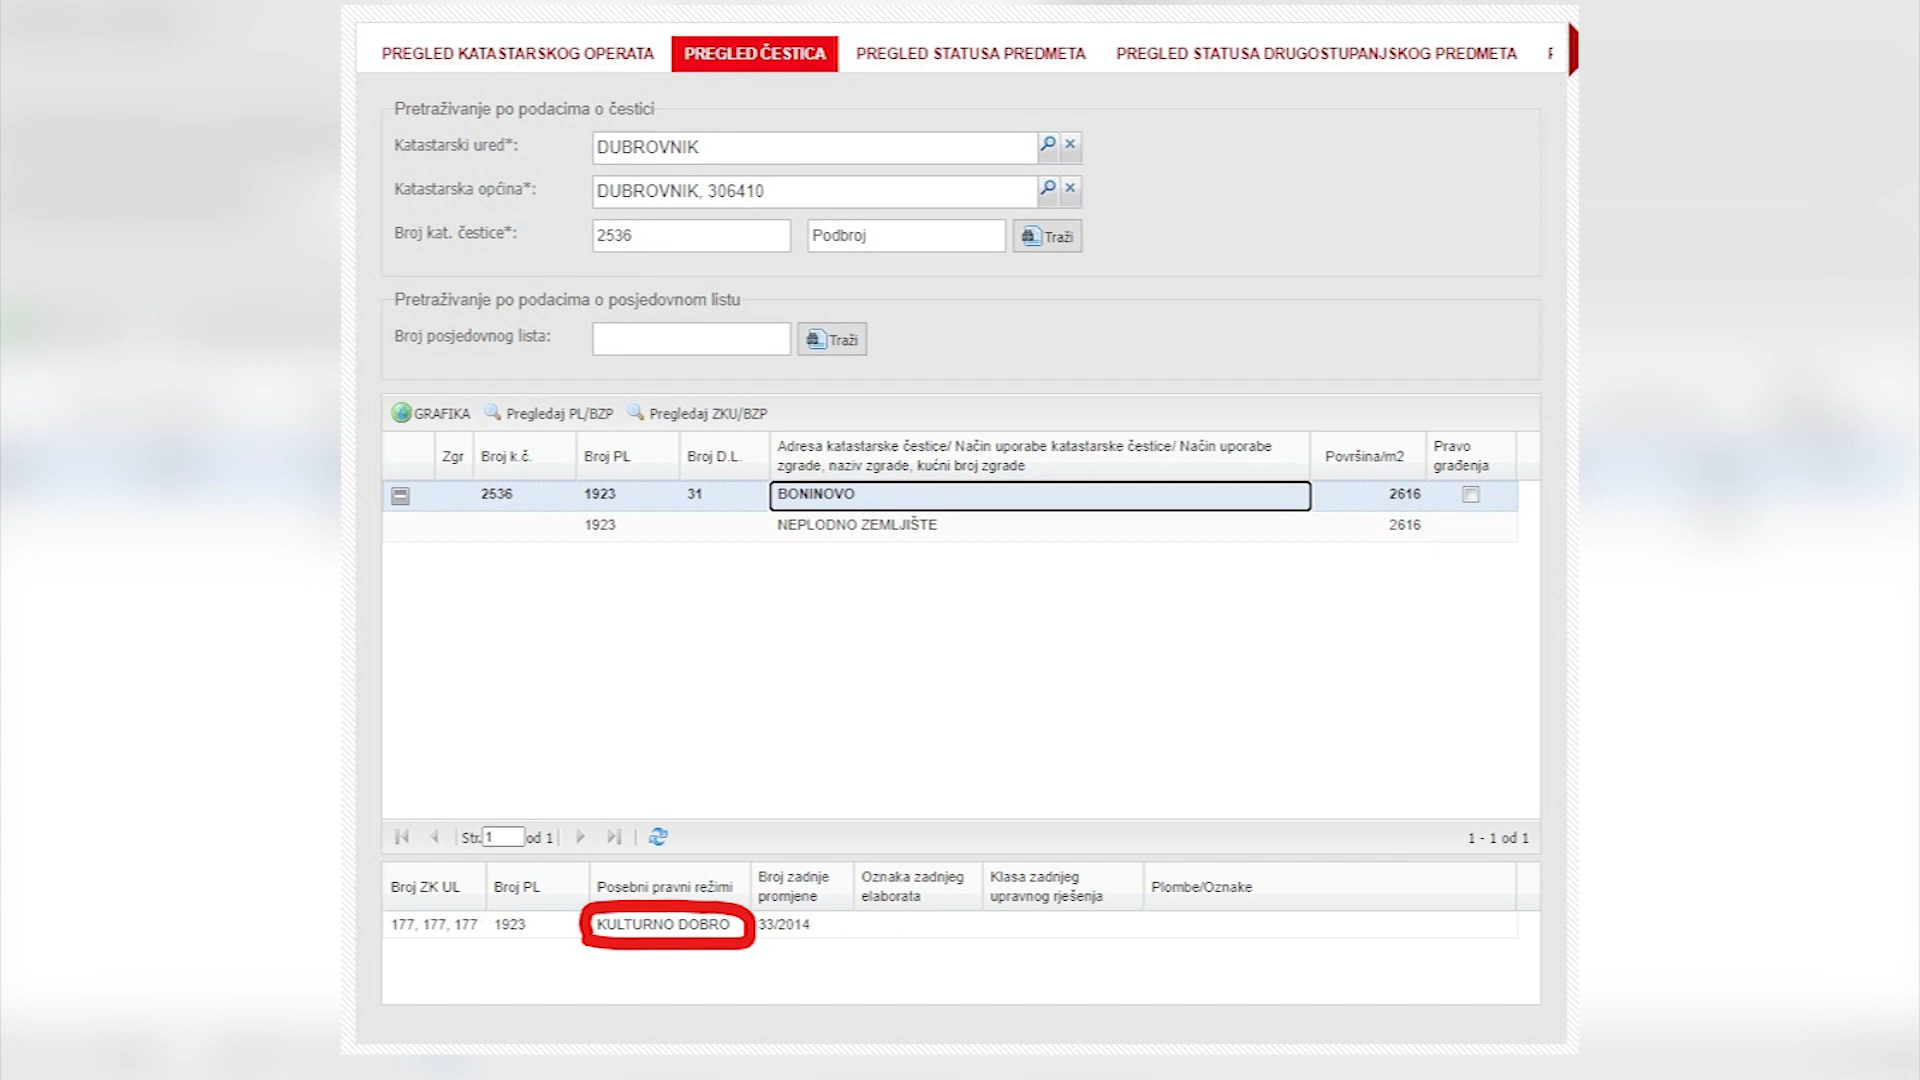 PREGLED KATASTARSKOG OPERATA PREGLED ČESTICA PREGLED STATUSA PREDMETA PREGLED STATUSA DRUGOSTUPANJSKOG PREDMETA
Pretraživanje po podacima o čestici
Katastarski ured*: DUBROVNIK
Katastarska općina*: DUBROVNIK, 306410
Broj kat. čestice*: 2536 Podbroj Traži
Pretraživanje po podacima o posjedovnom listu
Broj posjedovnog lista: Traži
GRAFIKA Pregledaj PL/BZP Pregledaj ZKU/BZP
Zgr Broj k.č. Broj PL Broj D.L. Adresa katastarske čestice/ Način uporabe katastarske čestice/ Način uporabe zgrade, naziv zgrade, kućni broj zgrade Površina/m2 Pravo građenja
2536 1923 31 BONINOVO 2616
1923 NEPLODNO ZEMLJIŠTE 2616
Str. 1 od 1 1 - 1 od 1
Broj ZK UL Broj PL Posebni pravni režimi Broj zadnje promjene Oznaka zadnjeg elaborata Klasa zadnjeg upravnog rješenja Plombe/Oznake
177, 177, 177 1923 KULTURNO DOBRO 33/2014